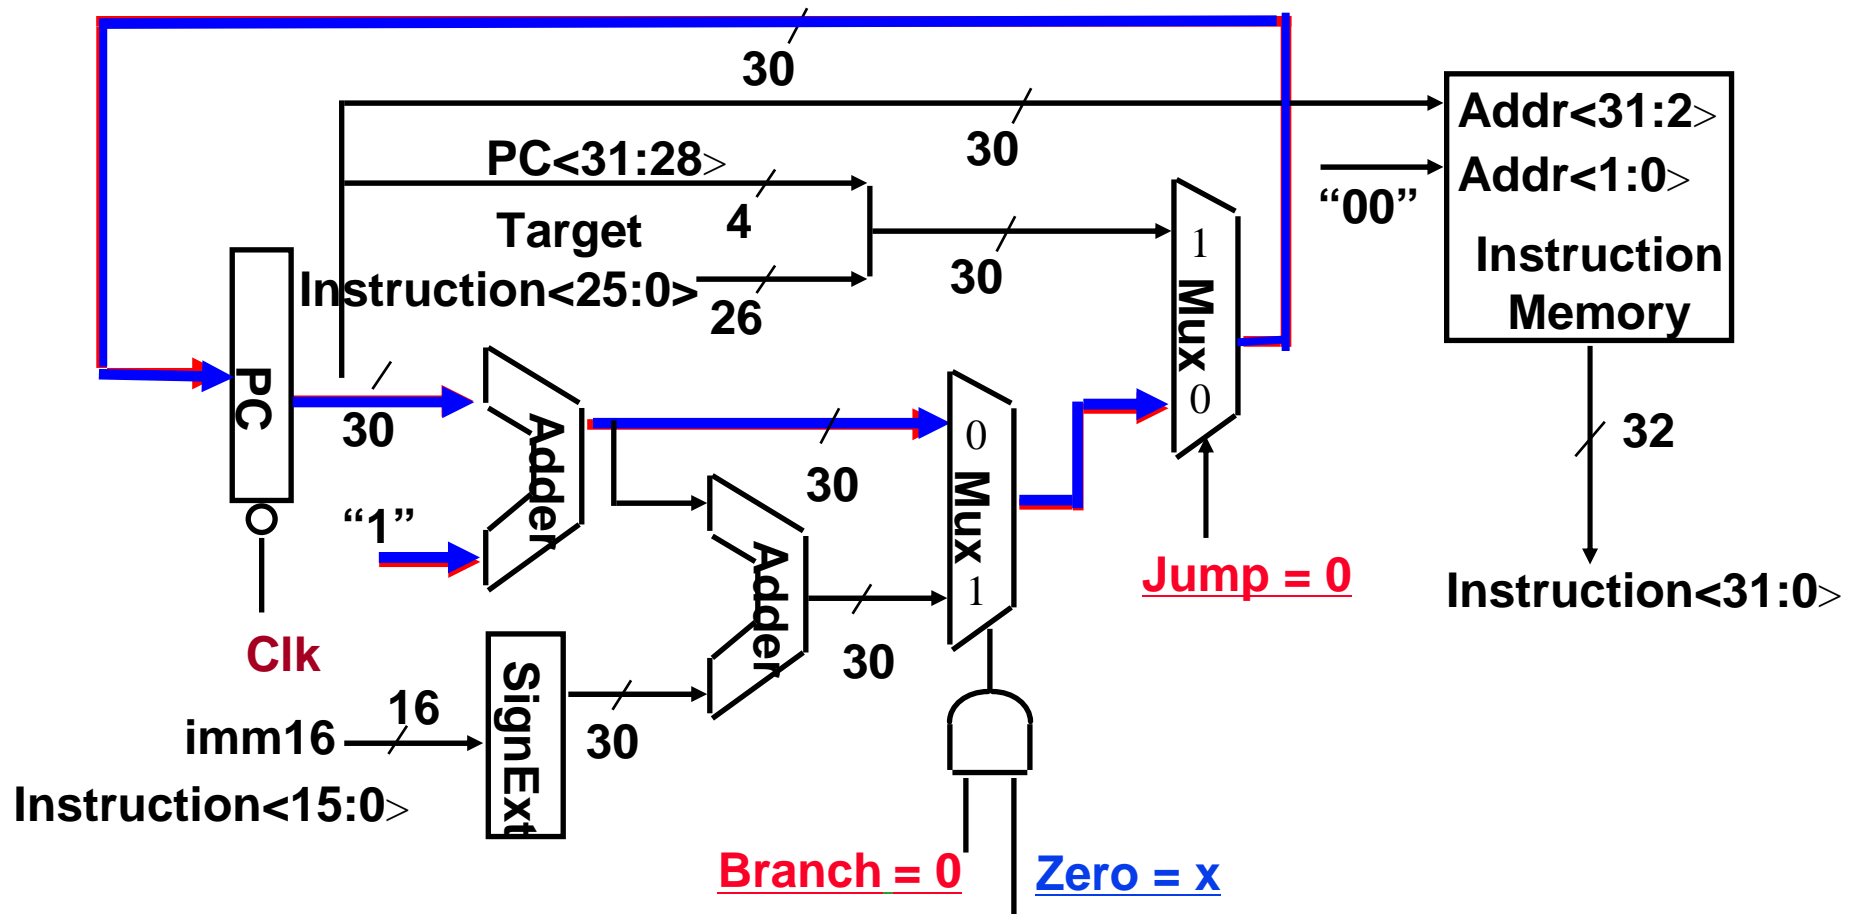 30
Addr<31:2>
30
PC<31:28>
Addr<1:0>
“00”
4
Target
1
Instruction
30
Instruction<25:0>
26
Memory
Mux
PC
0
30
Adder
0
32
30
Mux
“1”
Adder
1
Jump = 0
Instruction<31:0>
Clk
30
SignExt
16
imm16
30
Instruction<15:0>
Branch = 0
Zero = x